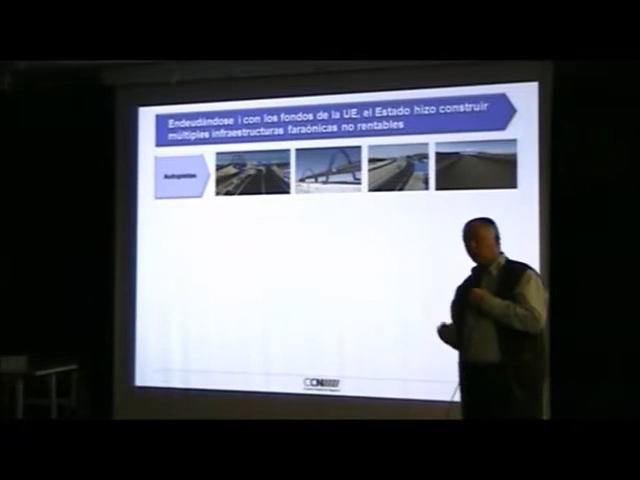 Endeudándose i con los fondos de la UE, el Estado hizo construir
múltiples infraestructuras faraónicas no rentables
Autopistas